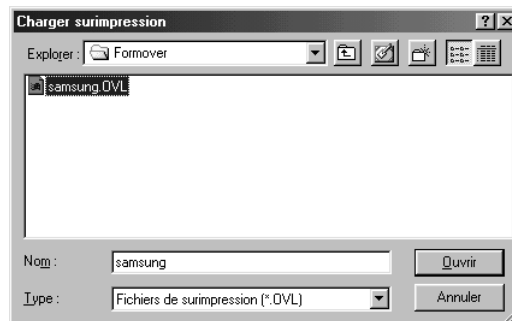 Charger surimpression
Explorer : Formover
samsung.OVL
Nom : samsung
Ouvrir
Type : Fichiers de surimpression (*.OVL)
Annuler